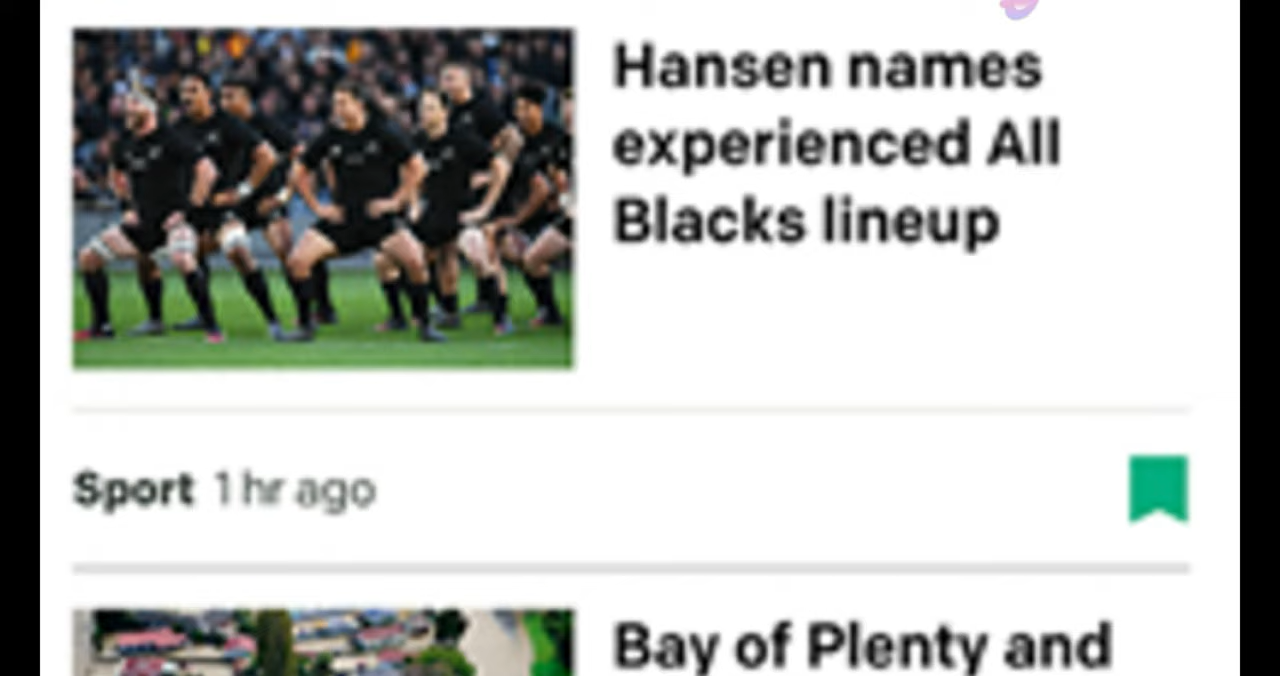 Hansen names
experienced All
Blacks lineup
Sport 1 hr ago
Bay of Plenty and